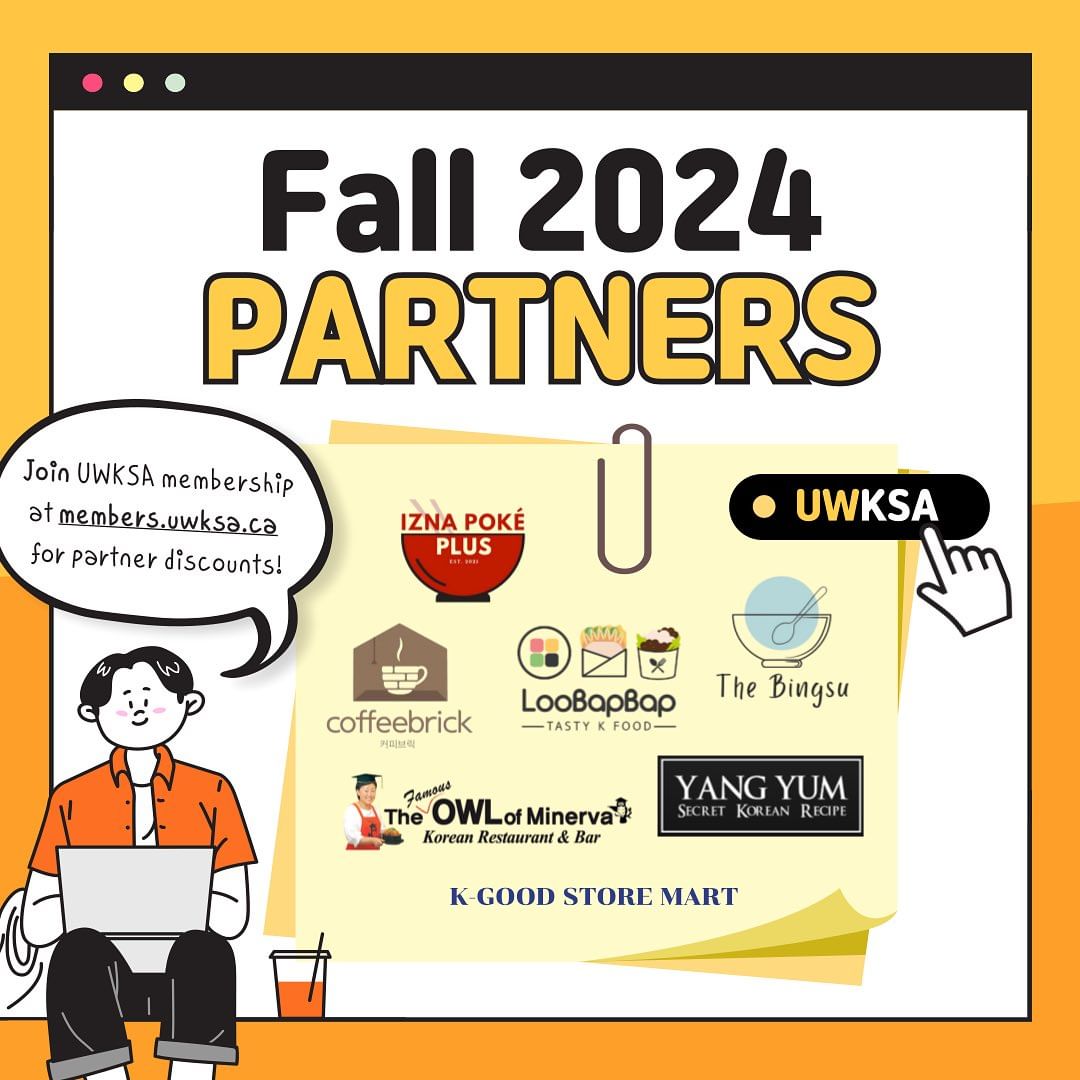 Fall 2024
PARTNERS
Join UWKSA membership
at members.uwksa.ca
for partner discounts!
UWKSA
IZNA POKÉ
PLUS
EST. 2021
coffeebrick
커피브릭
LooBapBap
TASTY K FOOD
The Bingsu
The Famous OWL of Minerva
Korean Restaurant & Bar
YANG YUM
SECRET KOREAN RECIPE
K-GOOD STORE MART